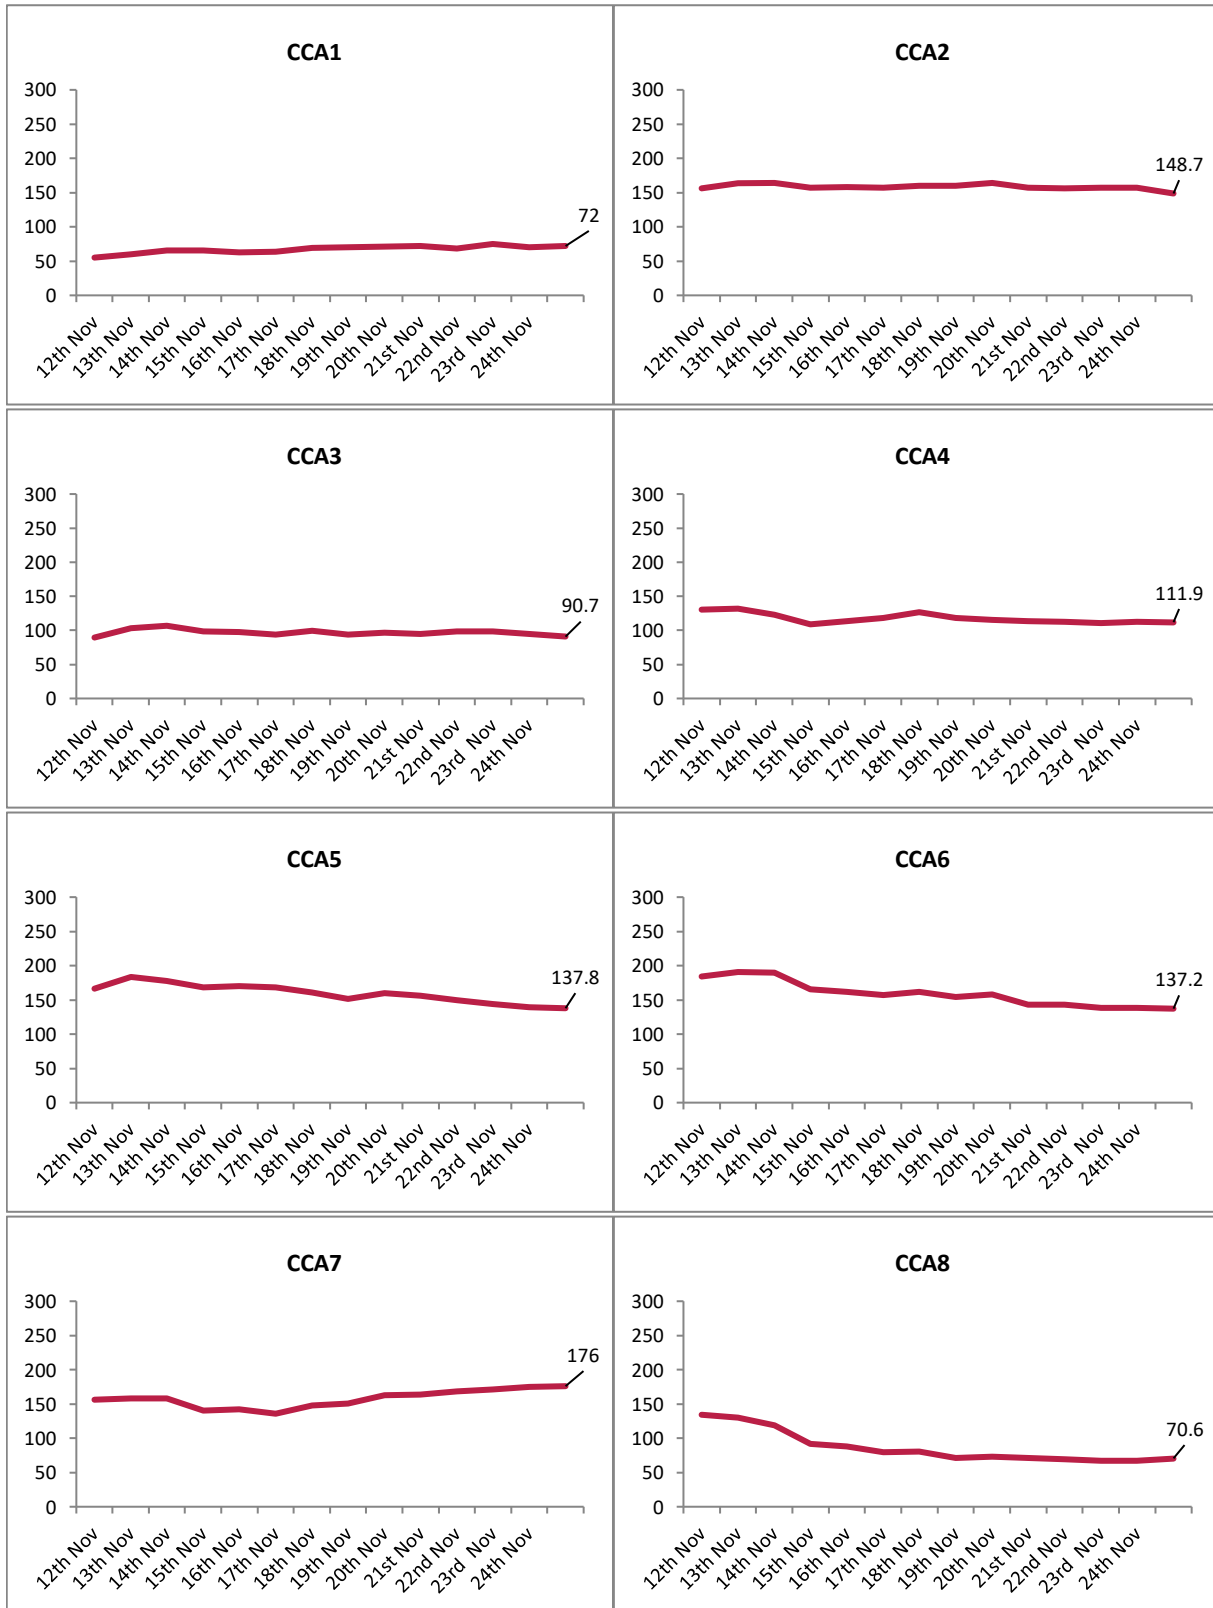 CCA1
300
250
200
150
100
50
0
72
12th Nov
13th Nov
14th Nov
15th Nov
16th Nov
17th Nov
18th Nov
19th Nov
20th Nov
21st Nov
22nd Nov
23rd  Nov
24th Nov
CCA2
300
250
200
150
100
50
0
148.7
12th Nov
13th Nov
14th Nov
15th Nov
16th Nov
17th Nov
18th Nov
19th Nov
20th Nov
21st Nov
22nd Nov
23rd  Nov
24th Nov
CCA3
300
250
200
150
100
50
0
90.7
12th Nov
13th Nov
14th Nov
15th Nov
16th Nov
17th Nov
18th Nov
19th Nov
20th Nov
21st Nov
22nd Nov
23rd  Nov
24th Nov
CCA4
300
250
200
150
100
50
0
111.9
12th Nov
13th Nov
14th Nov
15th Nov
16th Nov
17th Nov
18th Nov
19th Nov
20th Nov
21st Nov
22nd Nov
23rd  Nov
24th Nov
CCA5
300
250
200
150
100
50
0
137.8
12th Nov
13th Nov
14th Nov
15th Nov
16th Nov
17th Nov
18th Nov
19th Nov
20th Nov
21st Nov
22nd Nov
23rd  Nov
24th Nov
CCA6
300
250
200
150
100
50
0
137.2
12th Nov
13th Nov
14th Nov
15th Nov
16th Nov
17th Nov
18th Nov
19th Nov
20th Nov
21st Nov
22nd Nov
23rd  Nov
24th Nov
CCA7
300
250
200
150
100
50
0
176
12th Nov
13th Nov
14th Nov
15th Nov
16th Nov
17th Nov
18th Nov
19th Nov
20th Nov
21st Nov
22nd Nov
23rd  Nov
24th Nov
CCA8
300
250
200
150
100
50
0
70.6
12th Nov
13th Nov
14th Nov
15th Nov
16th Nov
17th Nov
18th Nov
19th Nov
20th Nov
21st Nov
22nd Nov
23rd  Nov
24th Nov